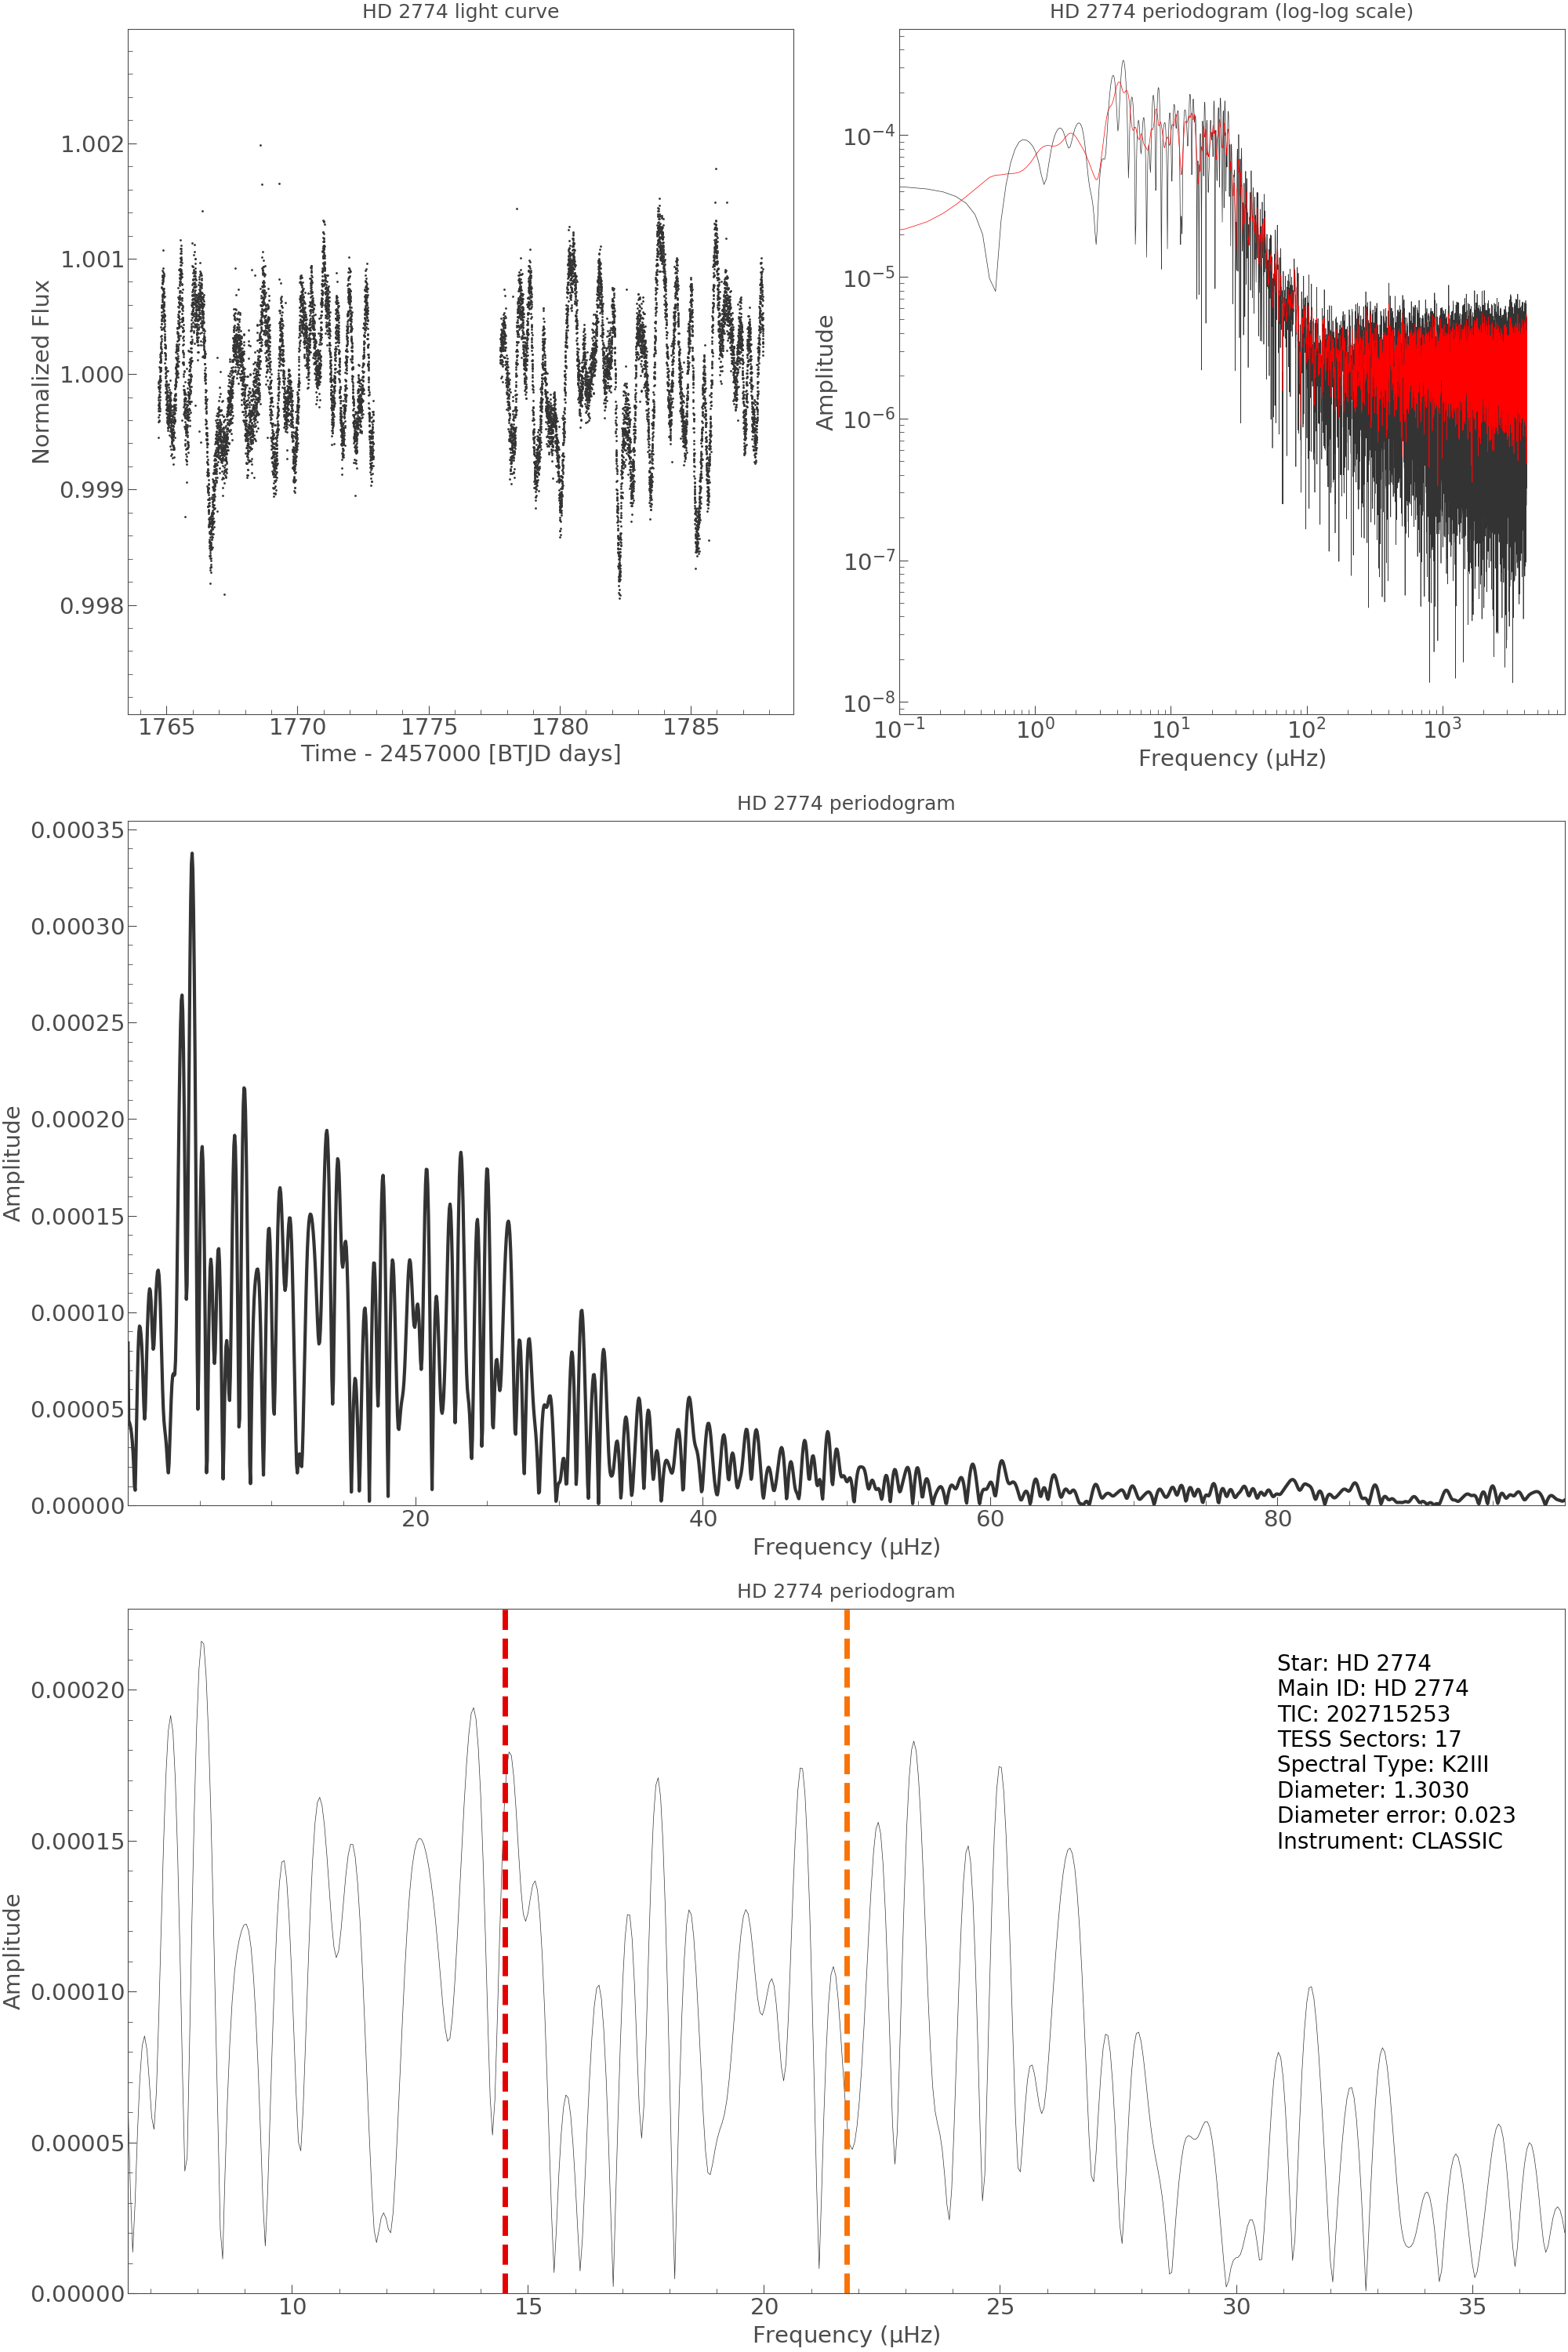 HD 2774 light curve
1.002
1.001
1.000
0.999
0.998
Normalized Flux
1765 1770 1775 1780 1785
Time - 2457000 [BTJD days]
HD 2774 periodogram (log-log scale)
10⁻⁴
10⁻⁵
10⁻⁶
10⁻⁷
10⁻⁸
Amplitude
10⁻¹ 10⁰ 10¹ 10² 10³
Frequency (μHz)
HD 2774 periodogram
0.00035
0.00030
0.00025
0.00020
0.00015
0.00010
0.00005
0.00000
Amplitude
20 40 60 80
Frequency (μHz)
HD 2774 periodogram
0.00020
0.00015
0.00010
0.00005
0.00000
Amplitude
Star: HD 2774
Main ID: HD 2774
TIC: 202715253
TESS Sectors: 17
Spectral Type: K2III
Diameter: 1.3030
Diameter error: 0.023
Instrument: CLASSIC
10 15 20 25 30 35
Frequency (μHz)